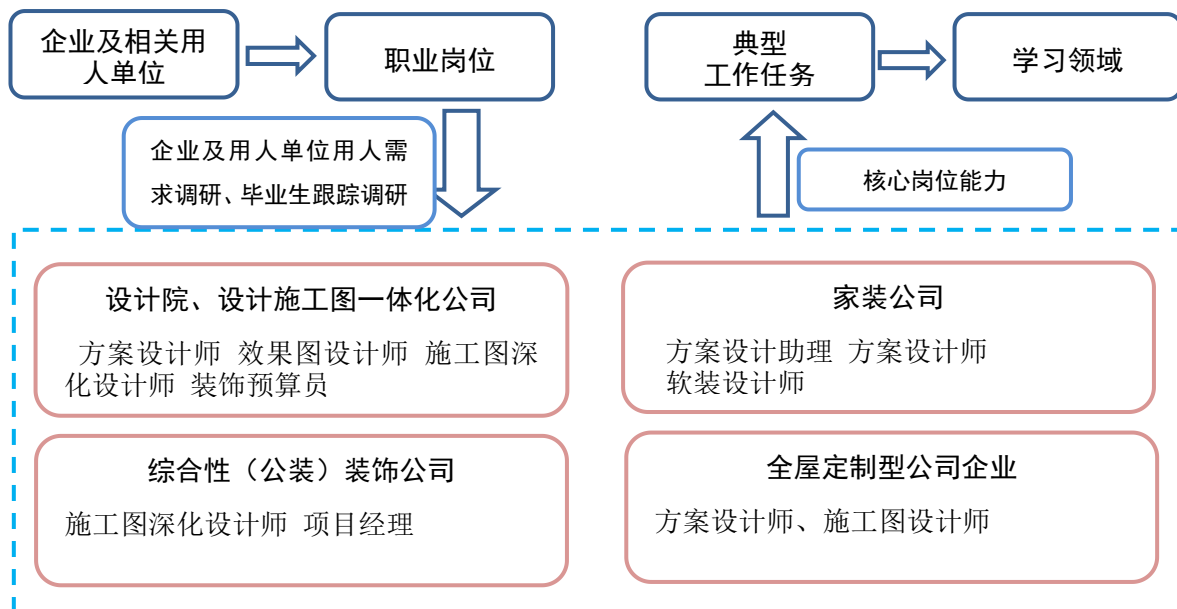 企业及相关用
人单位
职业岗位
典型
工作任务
学习领域
企业及用人单位用人需
求调研、毕业生跟踪调研
核心岗位能力
设计院、设计施工图一体化公司
方案设计师 效果图设计师 施工图深
化设计师 装饰预算员
家装公司
方案设计助理 方案设计师
软装设计师
综合性（公装）装饰公司
施工图深化设计师 项目经理
全屋定制型公司企业
方案设计师、施工图设计师